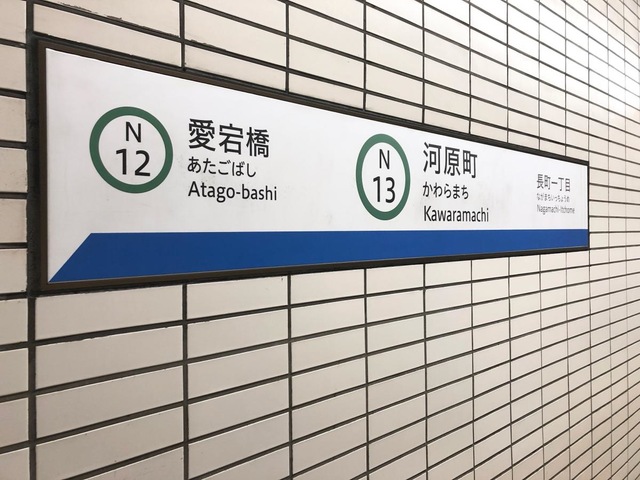 N
12
愛宕橋
あたごばし
Atago-bashi
N
13
河原町
かわらまち
Kawaramachi
長町一丁目
ながまちいっちょうめ
Nagamachi-Itchome